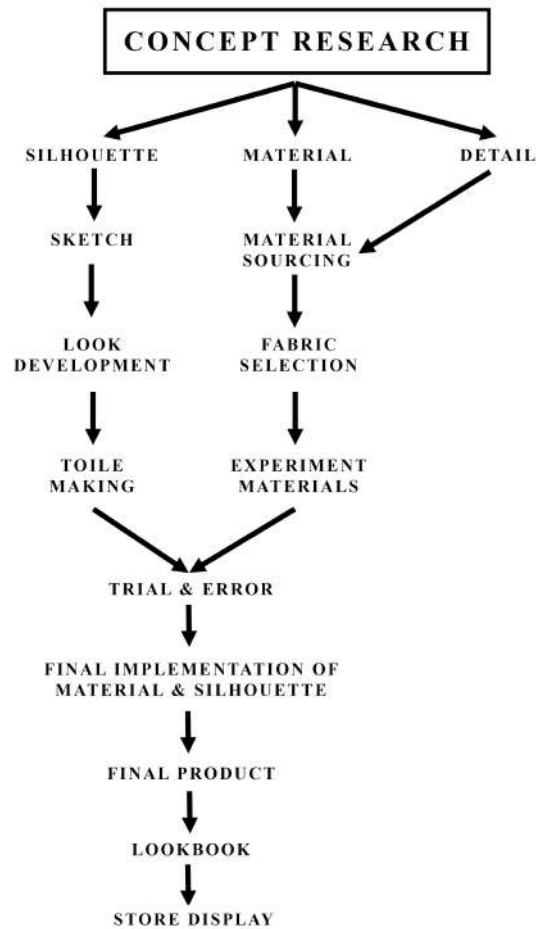 CONCEPT RESEARCH
SILHOUETTE
MATERIAL
DETAIL
SKETCH
MATERIAL
SOURCING
LOOK
DEVELOPMENT
FABRIC
SELECTION
TOILE
MAKING
EXPERIMENT
MATERIALS
TRIAL & ERROR
FINAL IMPLEMENTATION OF
MATERIAL & SILHOUETTE
FINAL PRODUCT
LOOKBOOK
STORE DISPLAY